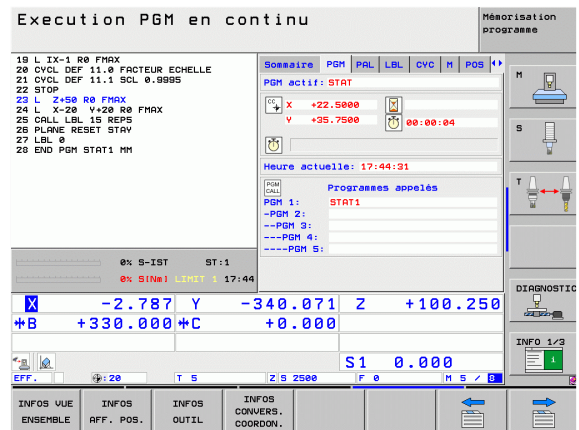 Execution PGM en continu
Mémorisation
programme
19 L IX-1 R0 FMAX
20 CYCL DEF 11.0 FACTEUR ECHELLE
21 CYCL DEF 11.1 SCL 0.9995
22 STOP
23 L Z+50 R0 FMAX
24 L X-20 Y+20 R0 FMAX
25 CALL LBL 15 REP5
26 PLANE RESET STAY
27 LBL 0
28 END PGM STAT1 MM
Sommaire PGM PAL LBL CYC M POS
PGM actif: STAT
CC X +22.5000
Y +35.7500
00:00:04
Heure actuelle: 17:44:31
PGM CALL Programmes appelés
PGM 1: STAT1
-PGM 2:
--PGM 3:
---PGM 4:
----PGM 5:
0% S-IST ST:1
0% S[Nm] LIMIT 1 17:44
X -2.787 Y -340.071 Z +100.250
B +330.000 C +0.000
S1 0.000
EFF. :20 T 5 Z S 2500 F 0 M 5 / 8
M
S
T
DIAGNOSTIC
INFO 1/3
1
INFOS VUE
ENSEMBLE
INFOS
AFF. POS.
INFOS
OUTIL
INFOS
CONVERS.
COORDON.